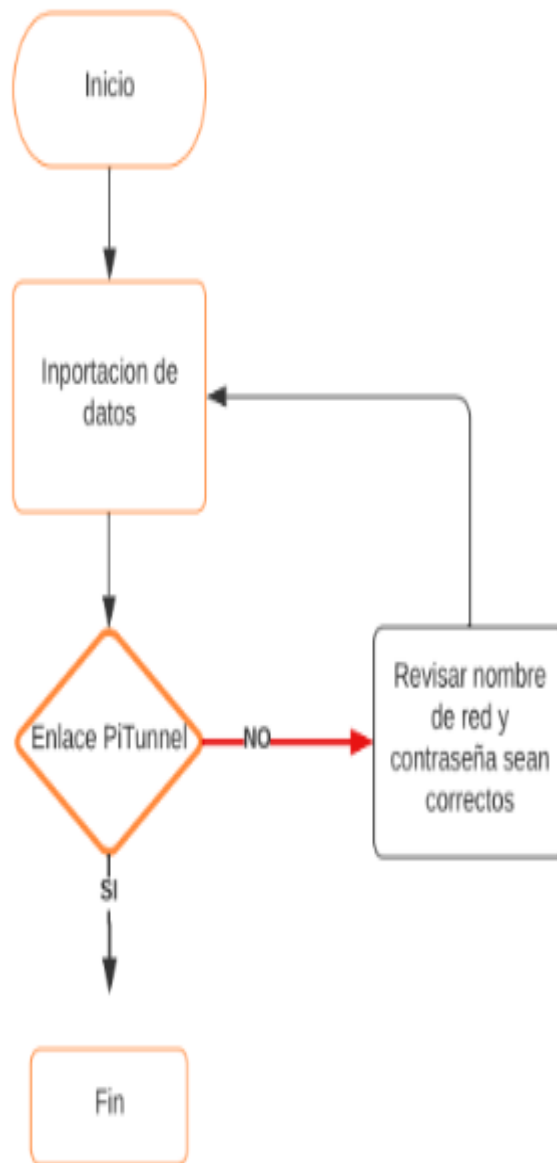 Inicio
Inportacion de
datos
Enlace PiTunnel
NO
Revisar nombre
de red y
contraseña sean
correctos
SI
Fin